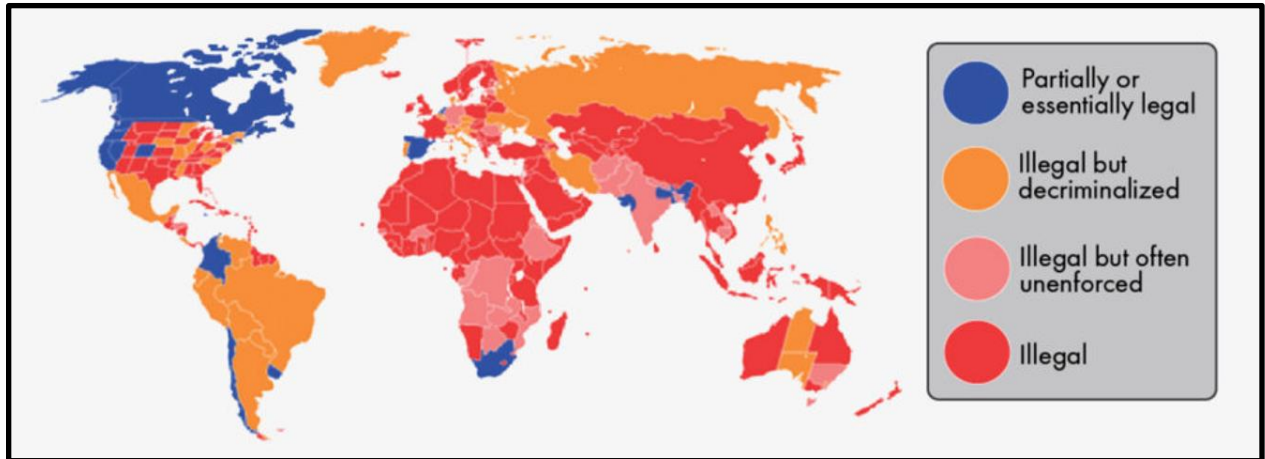 Partially or
essentially legal
Illegal but
decriminalized
Illegal but often
unenforced
Illegal